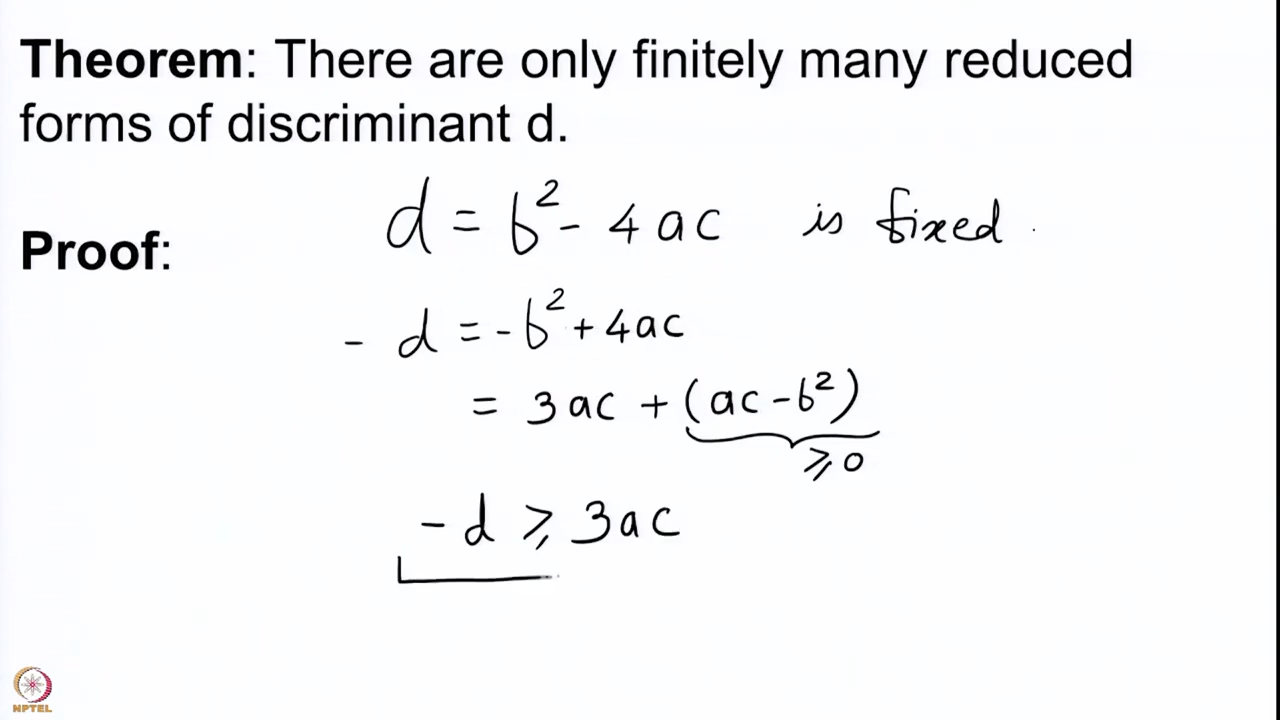 Theorem: There are only finitely many reduced
forms of discriminant d.
d = b² - 4ac is fixed.
Proof:
- d = -b² + 4ac
= 3ac + (ac - b²)
⩾ 0
-d ⩾ 3ac
NPTEL